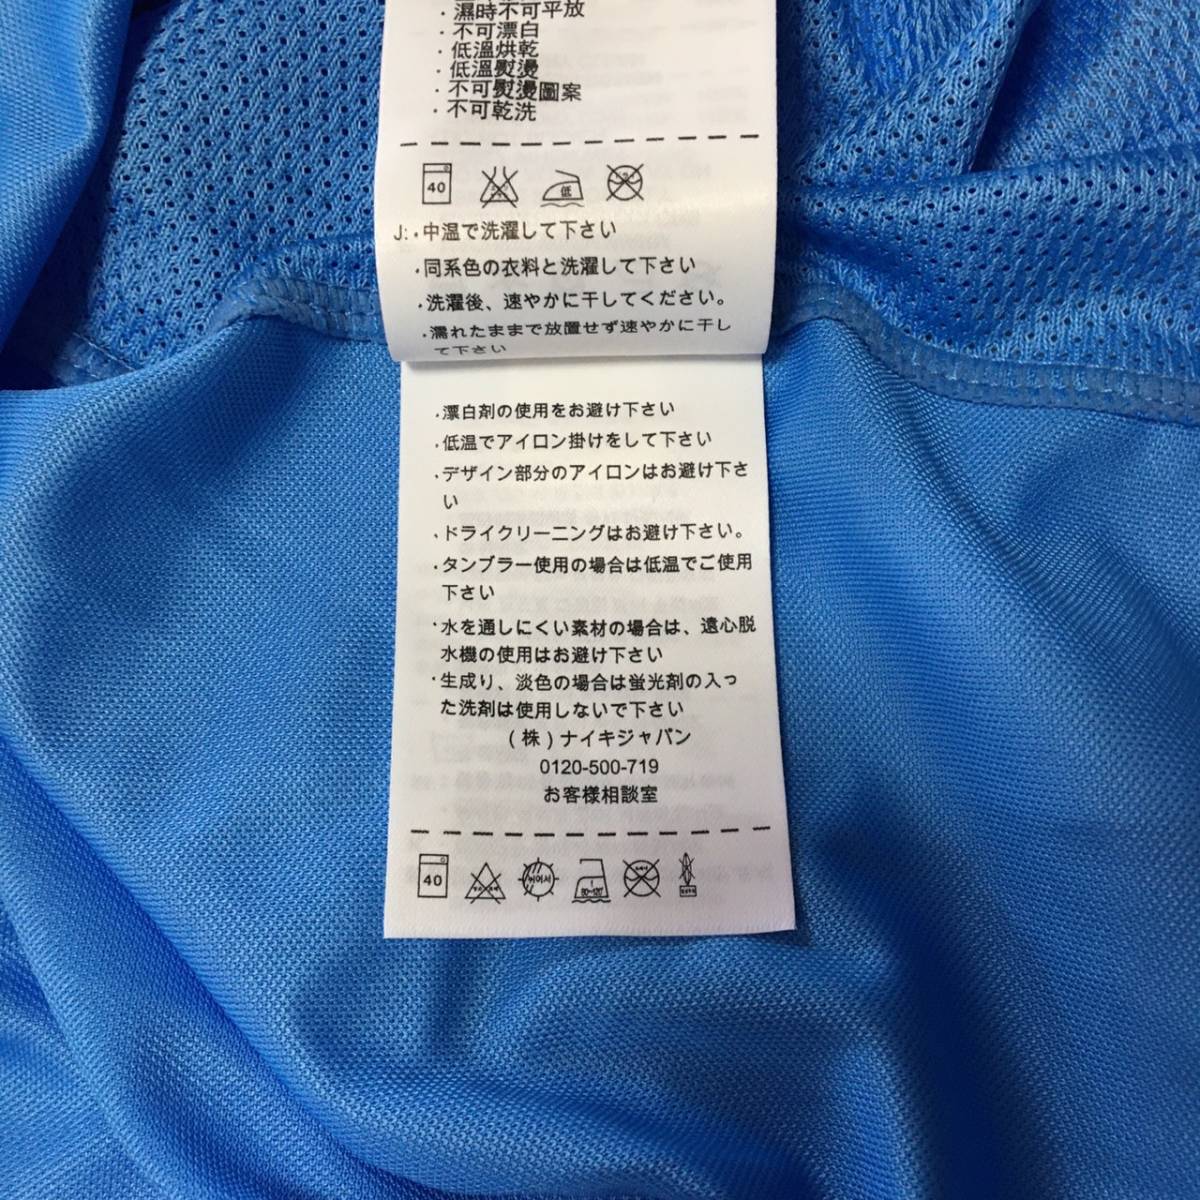 · 濕時不可平放
· 不可漂白
· 低溫烘乾
· 低溫熨燙
· 不可熨燙圖案
· 不可乾洗
40
低
J: · 中温で洗濯して下さい
· 同系色の衣料と洗濯して下さい
· 洗濯後、速やかに干してください。
· 濡れたままで放置せず速やかに干し
て下さい
· 漂白剤の使用をお避け下さい
· 低温でアイロン掛けをして下さい
· デザイン部分のアイロンはお避け下さ
い
· ドライクリーニングはお避け下さい。
· タンブラー使用の場合は低温でご使用
下さい
· 水を通しにくい素材の場合は、遠心脱
水機の使用はお避け下さい
· 生成り、淡色の場合は蛍光剤の入っ
た洗剤は使用しないで下さい
(株)ナイキジャパン
0120-500-719
お客様相談室
40